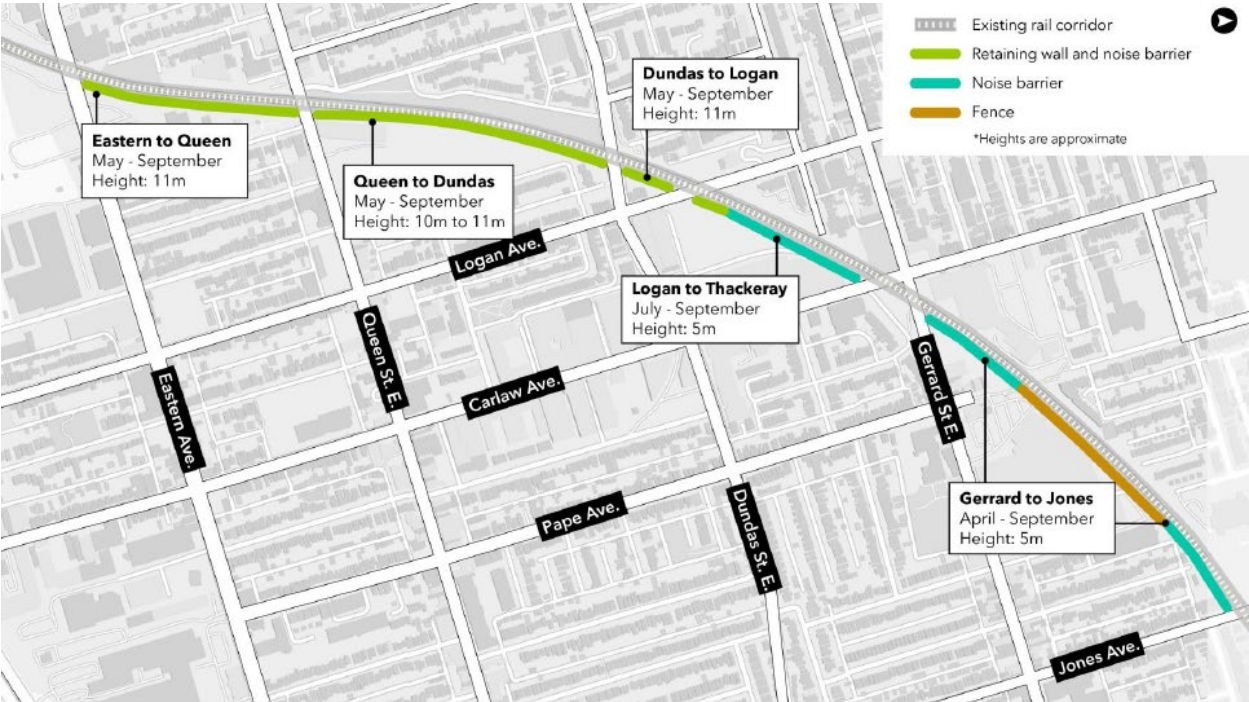 Existing rail corridor
Retaining wall and noise barrier
Noise barrier
Fence
*Heights are approximate
Dundas to Logan
May - September
Height: 11m
Eastern to Queen
May - September
Height: 11m
Queen to Dundas
May - September
Height: 10m to 11m
Logan Ave.
Logan to Thackeray
July - September
Height: 5m
Queen St. E.
Eastern Ave.
Carlaw Ave.
Gerrard St E.
Pape Ave.
Dundas St. E.
Gerrard to Jones
April - September
Height: 5m
Jones Ave.